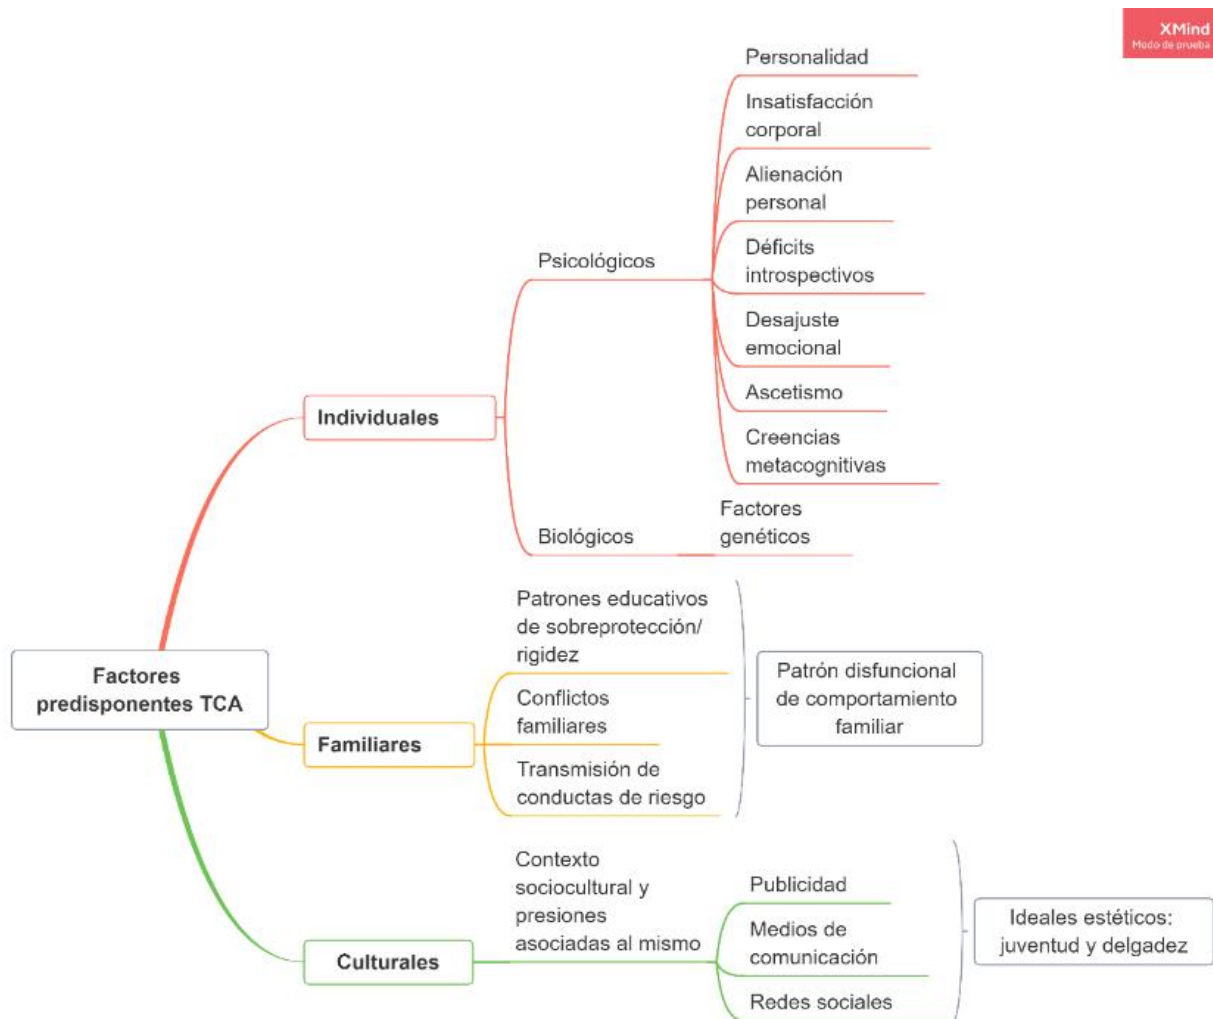 XMind
Modo de prueba
Personalidad
Insatisfacción
corporal
Alienación
personal
Déficits
introspectivos
Desajuste
emocional
Ascetismo
Creencias
metacognitivas
Psicológicos
Individuales
Biológicos
Factores
genéticos
Factores
predisponentes TCA
Patrones educativos
de sobreprotección/
rigidez
Conflictos
familiares
Transmisión de
conductas de riesgo
Familiares
Patrón disfuncional
de comportamiento
familiar
Contexto
sociocultural y
presiones
asociadas al mismo
Culturales
Publicidad
Medios de
comunicación
Redes sociales
Ideales estéticos:
juventud y delgadez